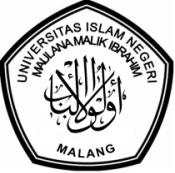 UNIVERSITAS ISLAM NEGERI
MAULANA MALIK IBRAHIM
أولو الألباب
MALANG